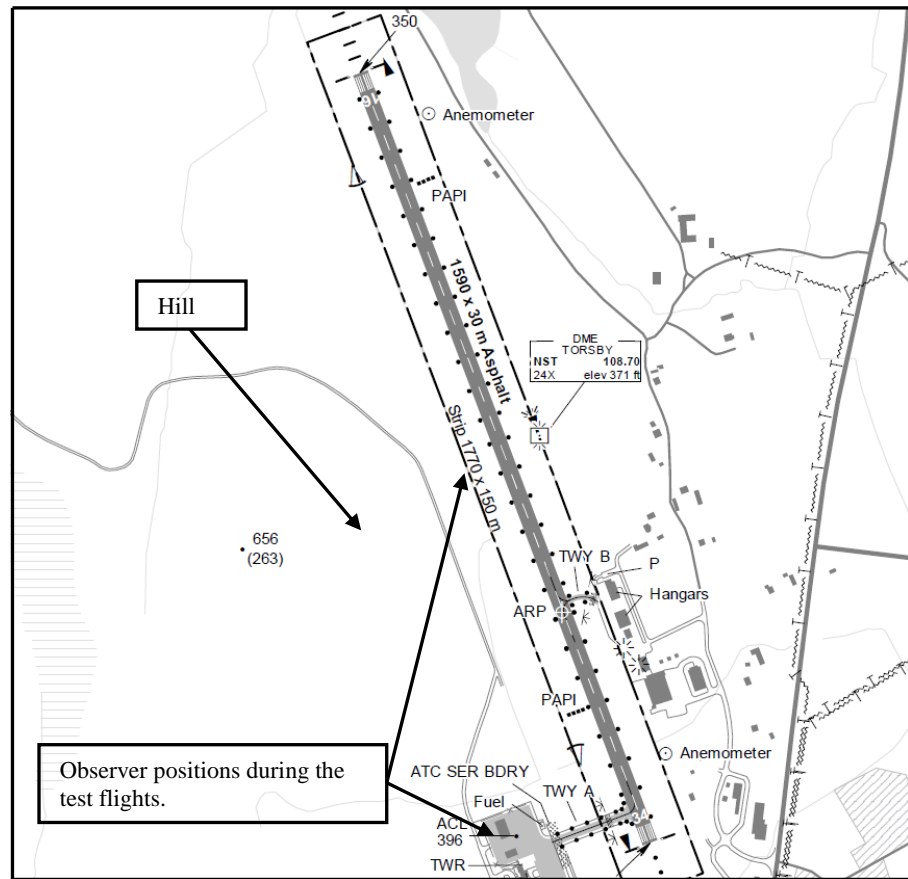 350
16
Anemometer
PAPI
1590 x 30 m Asphalt
Hill
DME
TORSBY
NST 108.70
24X elev 371 ft
Strip 1770 x 150 m
656
(263)
TWY B
P
Hangars
ARP
PAPI
Observer positions during the
test flights.
Anemometer
ATC SER BDRY
TWY A
Fuel
34
ACL
396
TWR